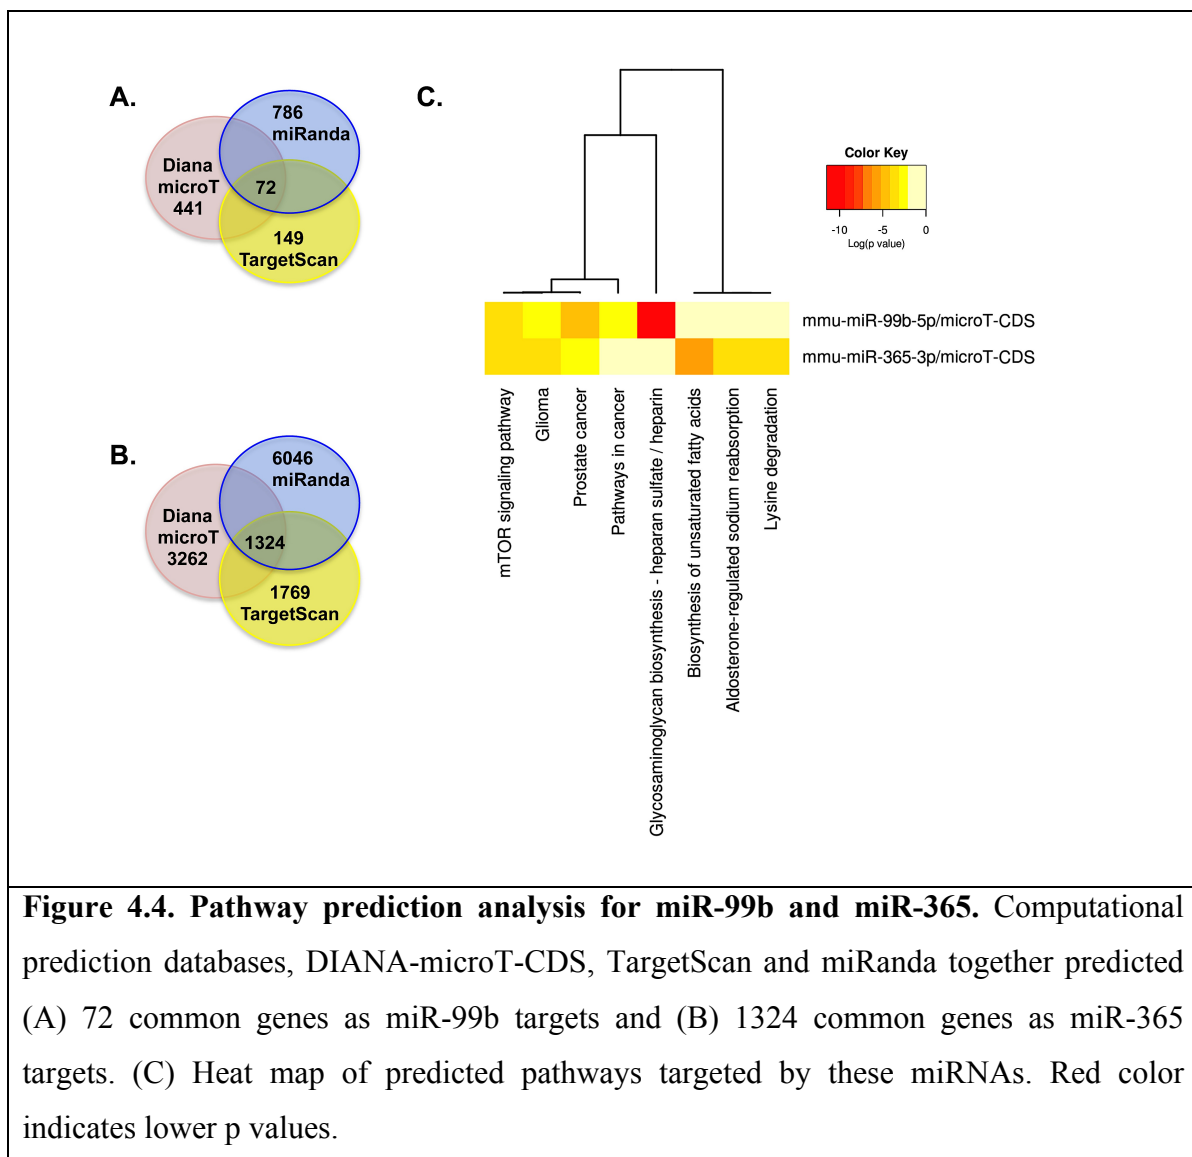 A.
786
miRanda
Diana
microT
441
72
149
TargetScan
B.
6046
miRanda
Diana
microT
3262
1324
1769
TargetScan
C.
Color Key
-10 -5 0
Log(p value)
mmu-miR-99b-5p/microT-CDS
mmu-miR-365-3p/microT-CDS
mTOR signaling pathway
Glioma
Prostate cancer
Pathways in cancer
Glycosaminoglycan biosynthesis - heparan sulfate / heparin
Biosynthesis of unsaturated fatty acids
Aldosterone-regulated sodium reabsorption
Lysine degradation
Figure 4.4. Pathway prediction analysis for miR-99b and miR-365. Computational
prediction databases, DIANA-microT-CDS, TargetScan and miRanda together predicted
(A) 72 common genes as miR-99b targets and (B) 1324 common genes as miR-365
targets. (C) Heat map of predicted pathways targeted by these miRNAs. Red color
indicates lower p values.